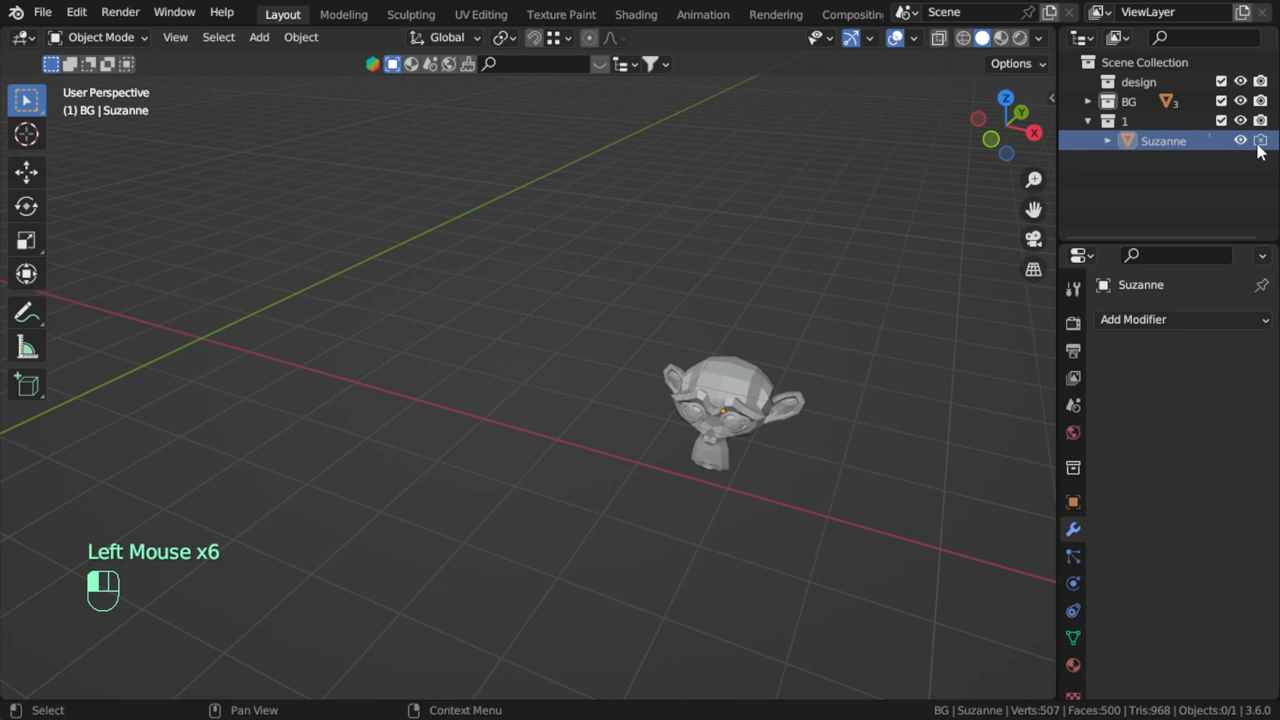 File Edit Render Window Help Layout Modeling Sculpting UV Editing Texture Paint Shading Animation Rendering Compositing Scene ViewLayer
Object Mode View Select Add Object Global
Options
User Perspective
(1) BG | Suzanne
Z
Y
X
Scene Collection
design
BG 3
1
Suzanne
Suzanne
Add Modifier
Left Mouse x6
Select Pan View Context Menu BG | Suzanne | Verts:507 | Faces:500 | Tris:968 | Objects:0/1 | 3.6.0